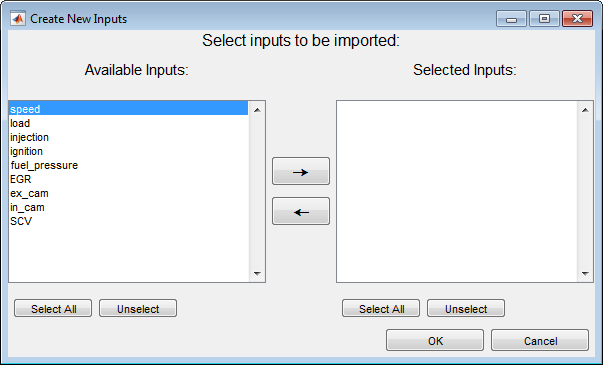 Create New Inputs
Select inputs to be imported:
Available Inputs:
Selected Inputs:
speed
load
injection
ignition
fuel_pressure
EGR
ex_cam
in_cam
SCV
Select All
Unselect
Select All
Unselect
OK
Cancel